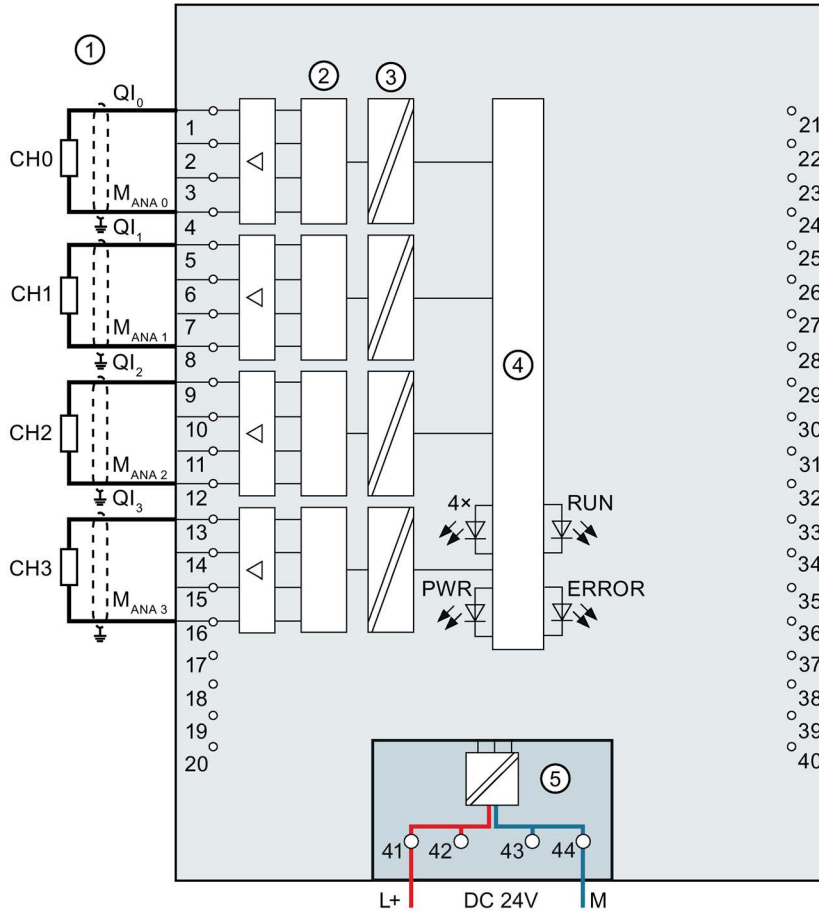 ①
②
③
QI0
CH0
MANA 0
1
2
3
4
QI1
CH1
MANA 1
5
6
7
8
QI2
CH2
MANA 2
9
10
11
12
QI3
CH3
MANA 3
13
14
15
16
17
18
19
20
④
4×
RUN
PWR
ERROR
21
22
23
24
25
26
27
28
29
30
31
32
33
34
35
36
37
38
39
40
⑤
41
42
43
44
L+
DC 24V
M